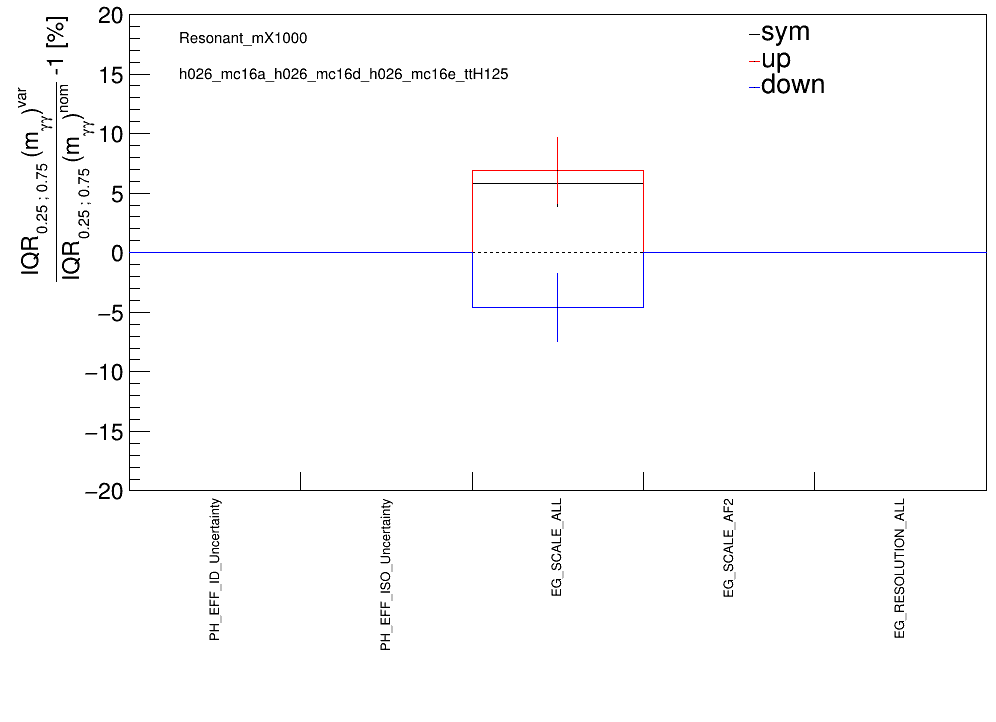 IQR0.25 ; 0.75 (mγγ)var
IQR0.25 ; 0.75 (mγγ)nom -1 [%]
20
15
10
5
0
−5
−10
−15
−20
Resonant_mX1000
h026_mc16a_h026_mc16d_h026_mc16e_ttH125
sym
up
down
PH_EFF_ID_Uncertainty
PH_EFF_ISO_Uncertainty
EG_SCALE_ALL
EG_SCALE_AF2
EG_RESOLUTION_ALL